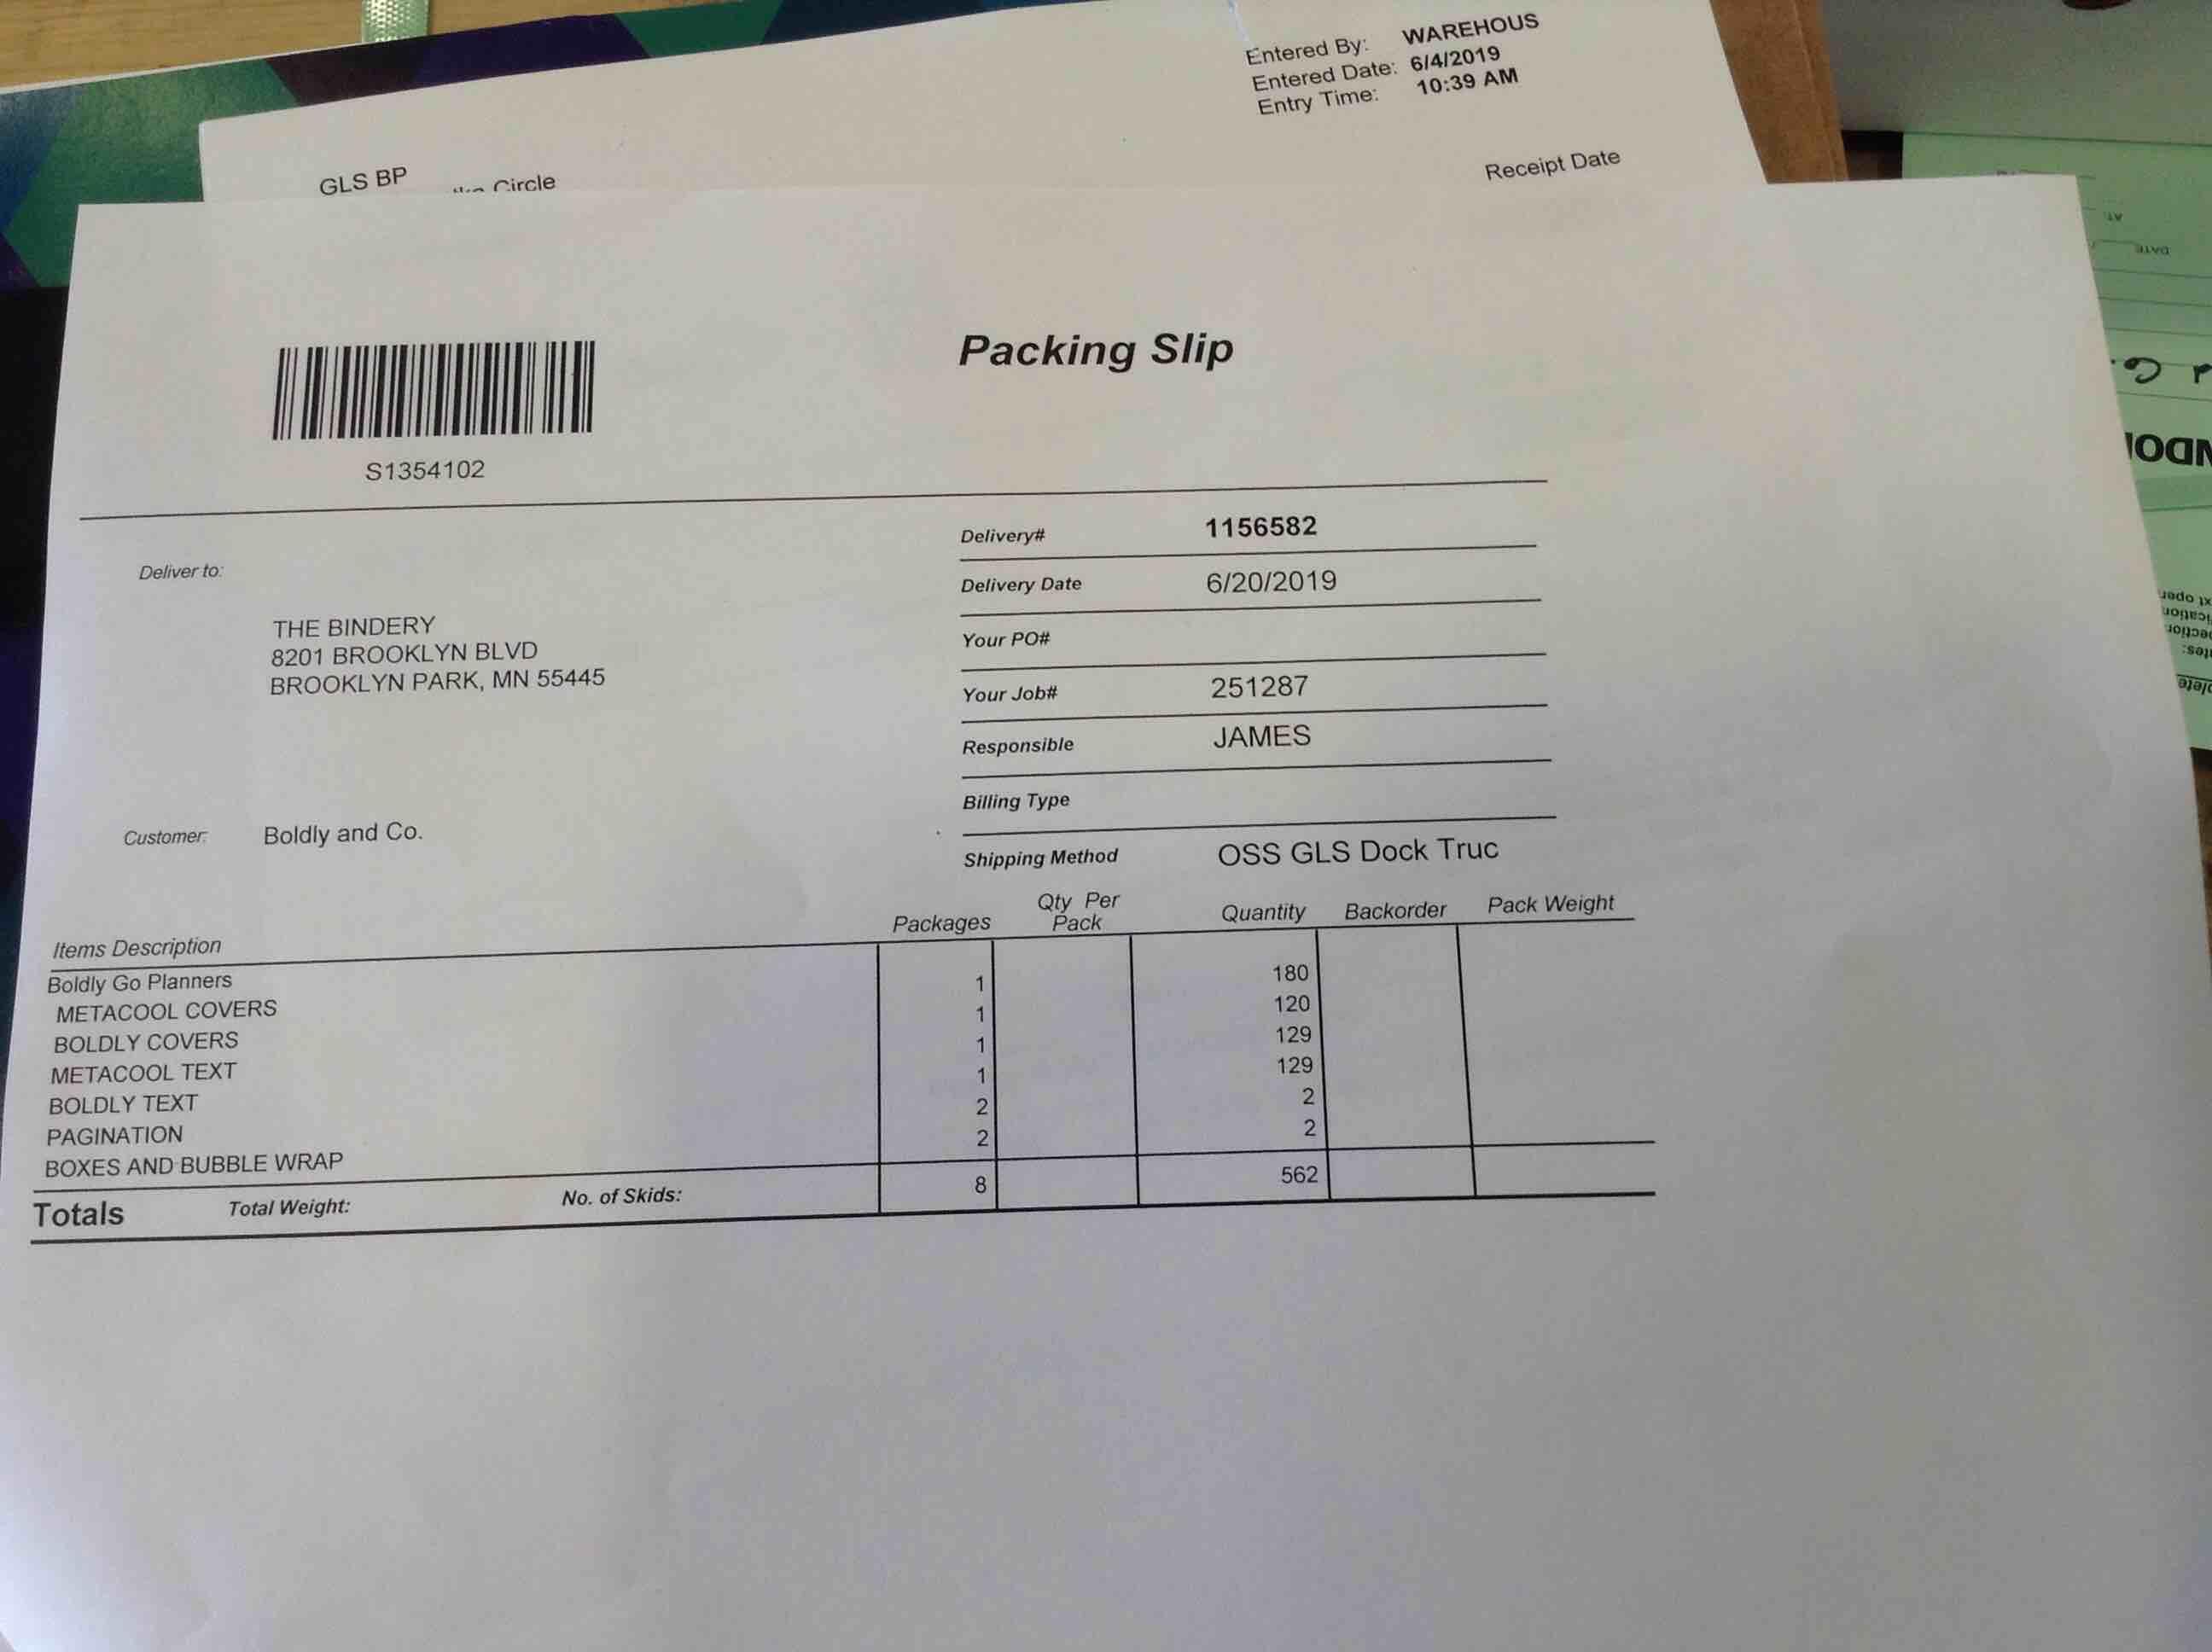 Entered By: WAREHOUS
Entered Date: 6/4/2019
Entry Time: 10:39 AM
GLS BP
Circle
Receipt Date
Packing Slip
S1354102
Delivery# 1156582
Deliver to:
Delivery Date 6/20/2019
THE BINDERY
8201 BROOKLYN BLVD
BROOKLYN PARK, MN 55445
Your PO#
Your Job# 251287
Responsible JAMES
Billing Type
Customer: Boldly and Co.
Shipping Method OSS GLS Dock Truc
Items Description Packages Qty Per Pack Quantity Backorder Pack Weight
Boldly Go Planners
METACOOL COVERS 1 180
BOLDLY COVERS 1 120
METACOOL TEXT 1 129
BOLDLY TEXT 1 129
PAGINATION 2 2
BOXES AND BUBBLE WRAP 2 2
Totals Total Weight: No. of Skids: 8 562
AT
DATE